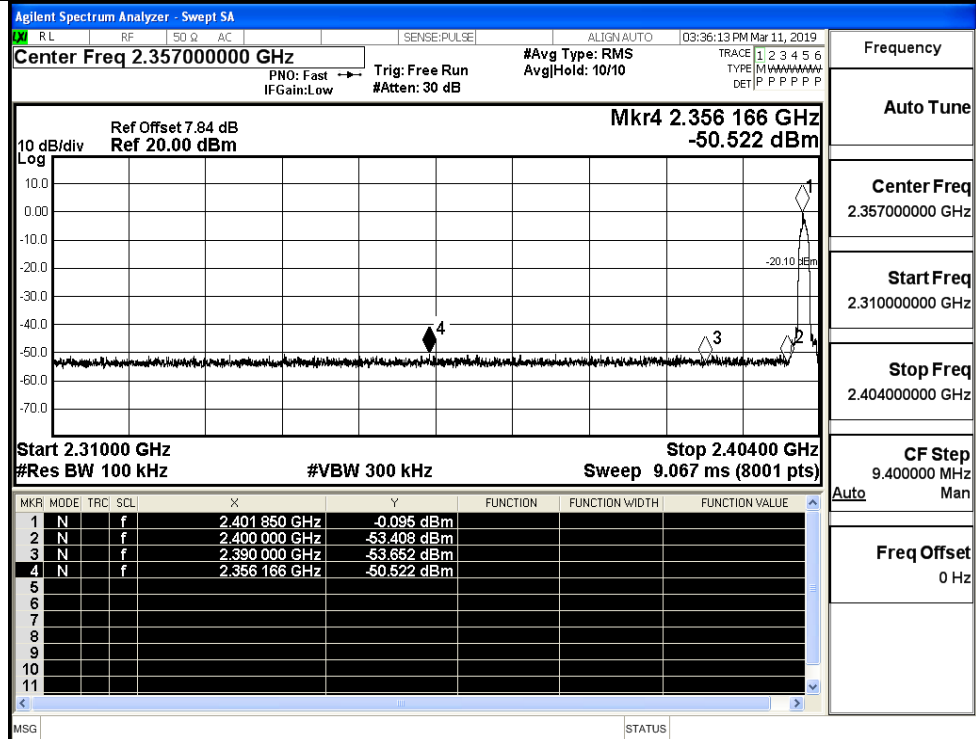 Agilent Spectrum Analyzer - Swept SA
LXI RL RF 50 Ω AC SENSE:PULSE ALIGN AUTO 03:36:13 PM Mar 11, 2019
Center Freq 2.357000000 GHz
PNO: Fast
IFGain:Low
Trig: Free Run
#Atten: 30 dB
#Avg Type: RMS
Avg|Hold: 10/10
TRACE 1 2 3 4 5 6
TYPE M W W W W W
DET P P P P P P
Ref Offset 7.84 dB
10 dB/div Ref 20.00 dBm
Log
Mkr4 2.356 166 GHz
-50.522 dBm
10.0
0.00
-10.0
-20.0
-30.0
-40.0
-50.0
-60.0
-70.0
1
-20.10 dBm
4
3
2
Start 2.31000 GHz Stop 2.40400 GHz
#Res BW 100 kHz #VBW 300 kHz Sweep 9.067 ms (8001 pts)
MKR MODE TRC SCL X Y FUNCTION FUNCTION WIDTH FUNCTION VALUE
1 N f 2.401 850 GHz -0.095 dBm
2 N f 2.400 000 GHz -53.408 dBm
3 N f 2.390 000 GHz -53.652 dBm
4 N f 2.356 166 GHz -50.522 dBm
5
6
7
8
9
10
11
MSG STATUS
Frequency
Auto Tune
Center Freq
2.357000000 GHz
Start Freq
2.310000000 GHz
Stop Freq
2.404000000 GHz
CF Step
9.400000 MHz
Auto Man
Freq Offset
0 Hz